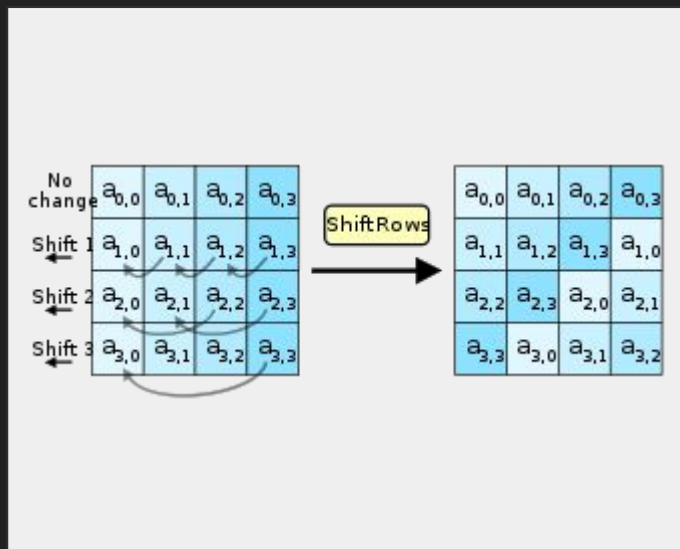 No
change
a0,0 a0,1 a0,2 a0,3
Shift 1
a1,0 a1,1 a1,2 a1,3
Shift 2
a2,0 a2,1 a2,2 a2,3
Shift 3
a3,0 a3,1 a3,2 a3,3
ShiftRows
a0,0 a0,1 a0,2 a0,3
a1,1 a1,2 a1,3 a1,0
a2,2 a2,3 a2,0 a2,1
a3,3 a3,0 a3,1 a3,2